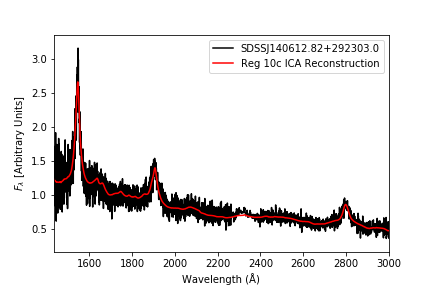 SDSSJ140612.82+292303.0
Reg 10c ICA Reconstruction
3.0
2.5
2.0
1.5
1.0
0.5
Fλ [Arbitrary Units]
1600 1800 2000 2200 2400 2600 2800 3000
Wavelength (Å)